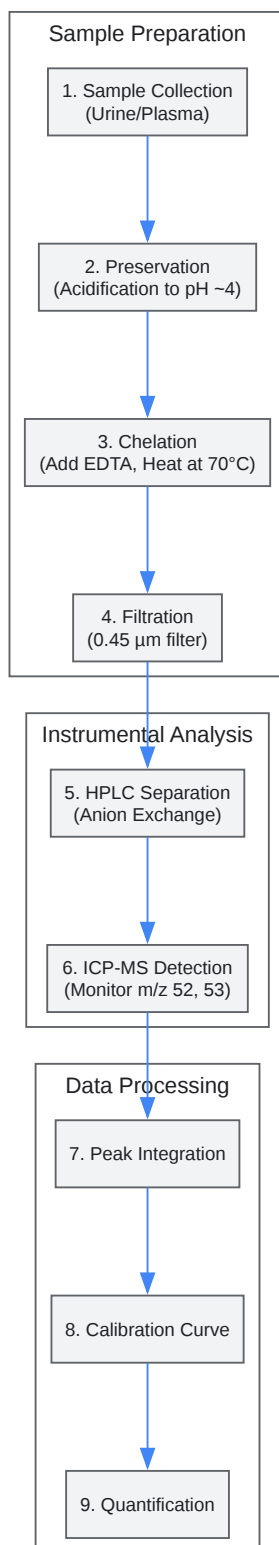 Sample Preparation
1. Sample Collection
(Urine/Plasma)
2. Preservation
(Acidification to pH ~4)
3. Chelation
(Add EDTA, Heat at 70°C)
4. Filtration
(0.45 µm filter)
Instrumental Analysis
5. HPLC Separation
(Anion Exchange)
6. ICP-MS Detection
(Monitor m/z 52, 53)
Data Processing
7. Peak Integration
8. Calibration Curve
9. Quantification